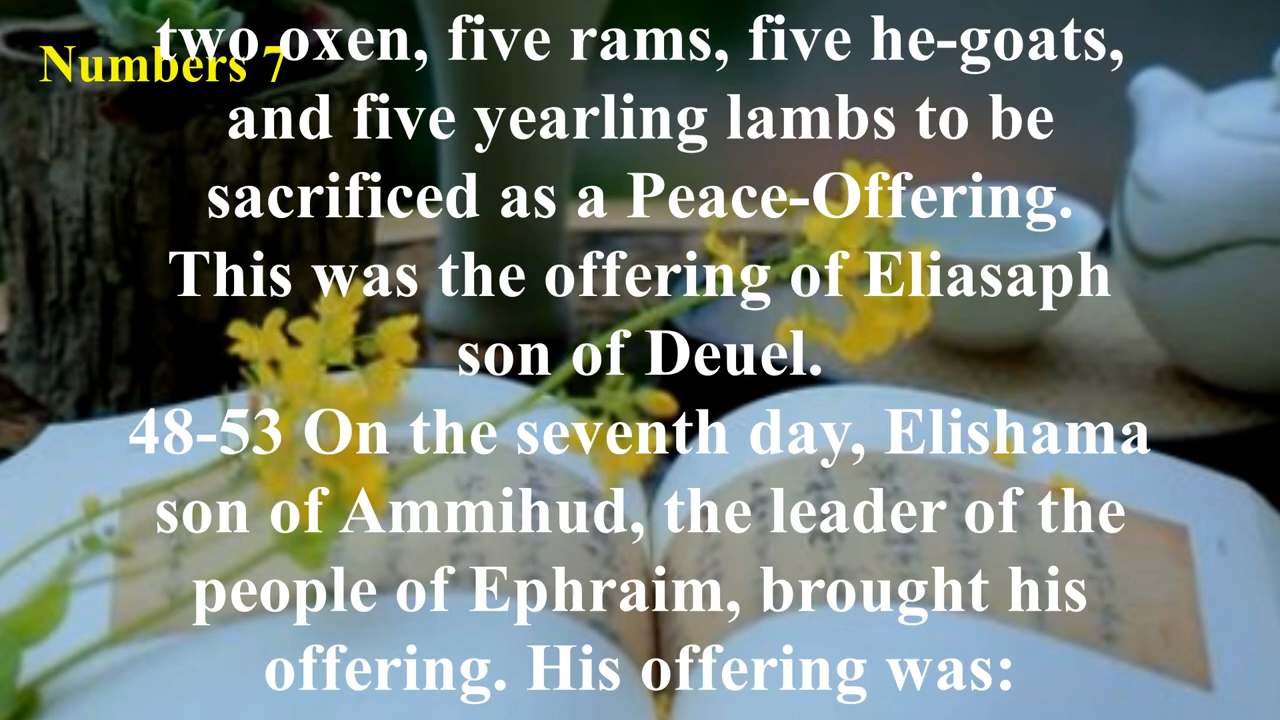 Numbers 7
two oxen, five rams, five he-goats,
and five yearling lambs to be
sacrificed as a Peace-Offering.
This was the offering of Eliasaph
son of Deuel.
48-53 On the seventh day, Elishama
son of Ammihud, the leader of the
people of Ephraim, brought his
offering. His offering was: